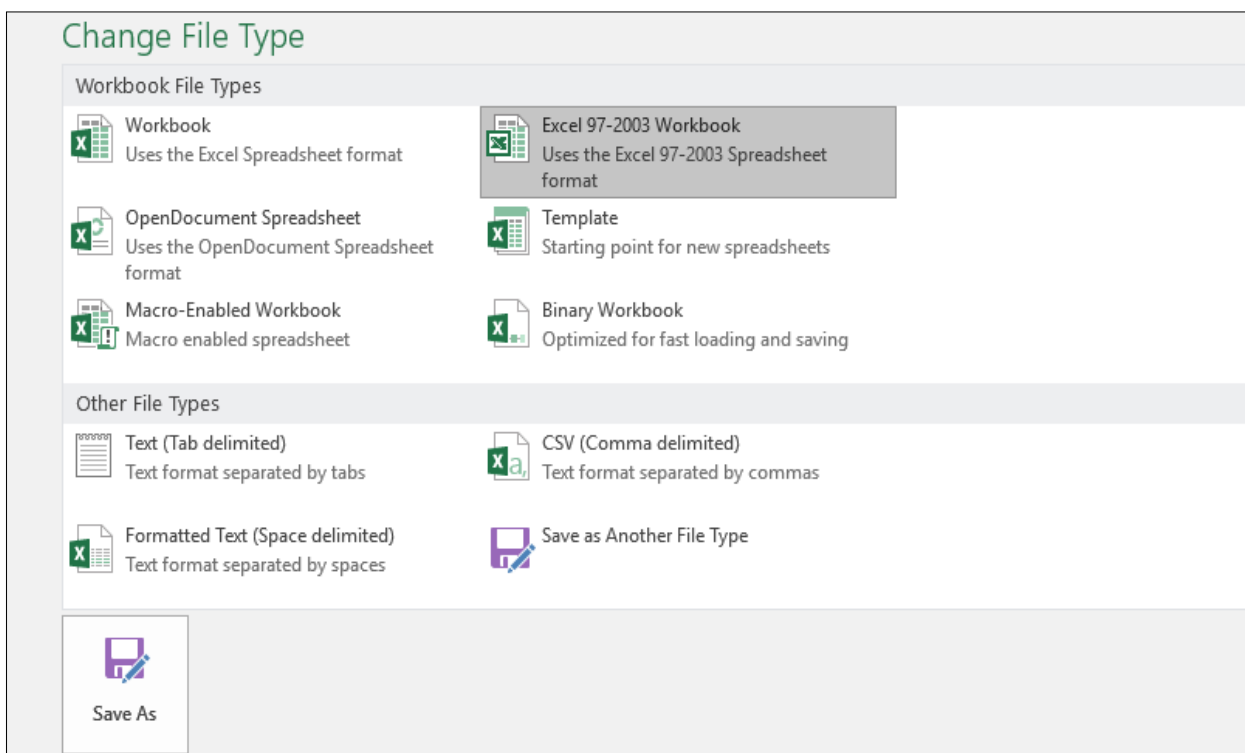 Change File Type
Workbook File Types
Workbook
Uses the Excel Spreadsheet format
Excel 97-2003 Workbook
Uses the Excel 97-2003 Spreadsheet
format
OpenDocument Spreadsheet
Uses the OpenDocument Spreadsheet
format
Template
Starting point for new spreadsheets
Macro-Enabled Workbook
Macro enabled spreadsheet
Binary Workbook
Optimized for fast loading and saving
Other File Types
Text (Tab delimited)
Text format separated by tabs
CSV (Comma delimited)
Text format separated by commas
Formatted Text (Space delimited)
Text format separated by spaces
Save as Another File Type
Save As